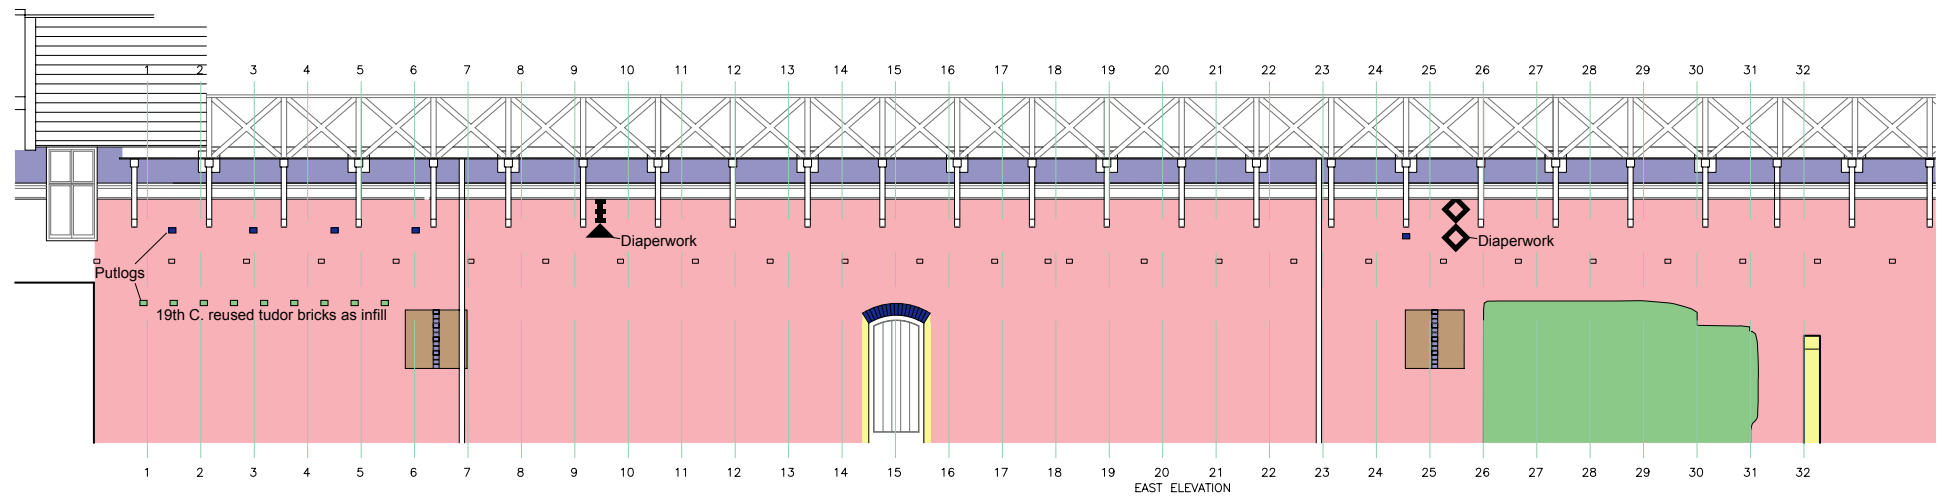 1 2 3 4 5 6 7 8 9 10 11 12 13 14 15 16 17 18 19 20 21 22 23 24 25 26 27 28 29 30 31 32
Diaperwork
Diaperwork
Putlogs
19th C. reused tudor bricks as infill
1 2 3 4 5 6 7 8 9 10 11 12 13 14 15 16 17 18 19 20 21 22 23 24 25 26 27 28 29 30 31 32
EAST ELEVATION